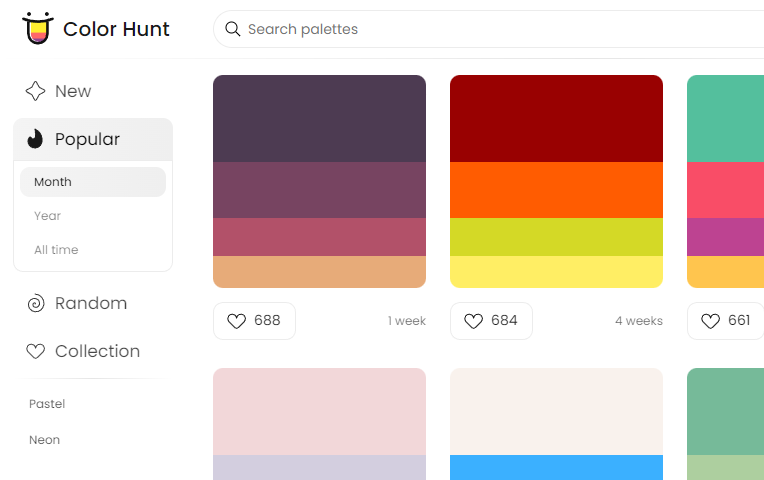 Color Hunt
Search palettes
New
Popular
Month
Year
All time
Random
Collection
Pastel
Neon
688
1 week
684
4 weeks
661